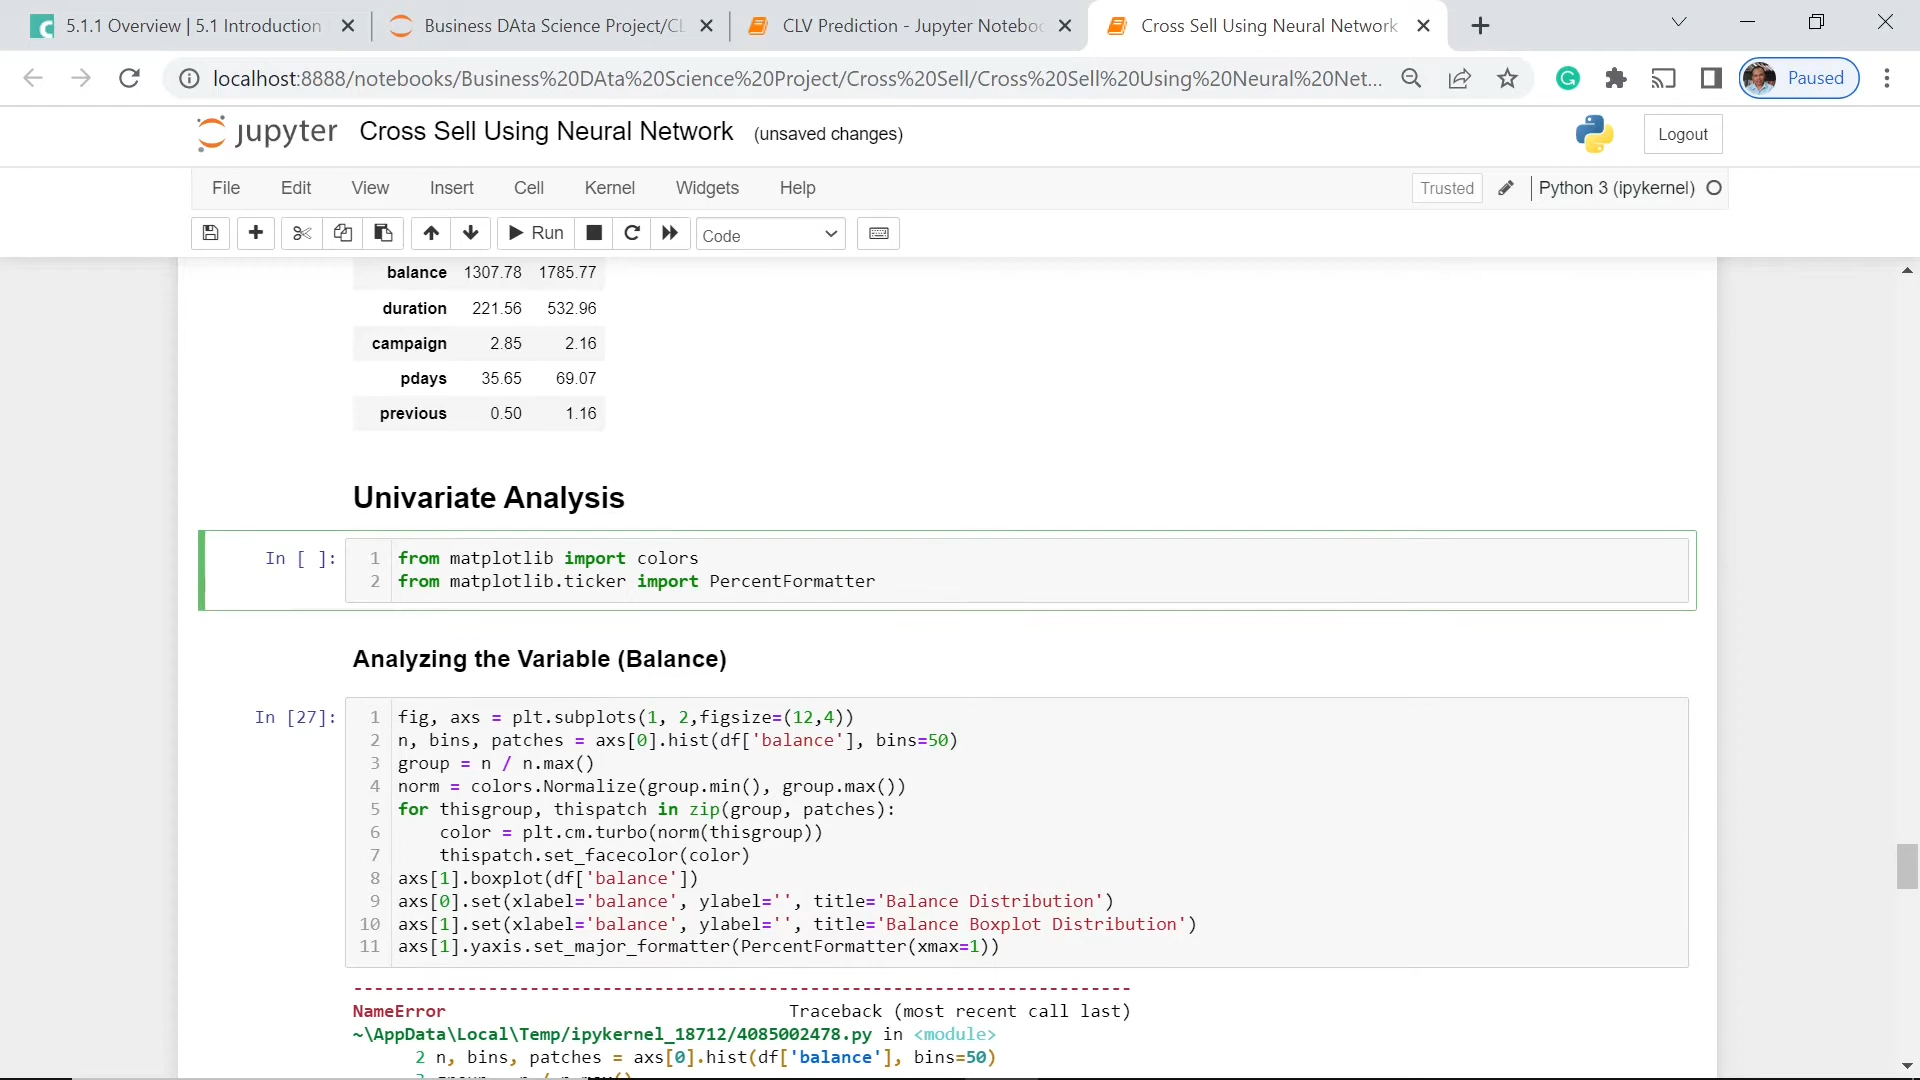 5.1.1 Overview | 5.1 Introduction
Business DAta Science Project/CL
CLV Prediction - Jupyter Noteboo
Cross Sell Using Neural Network
localhost:8888/notebooks/Business%20DAta%20Science%20Project/Cross%20Sell/Cross%20Sell%20Using%20Neural%20Net...
Paused
jupyter Cross Sell Using Neural Network (unsaved changes)
Logout
File Edit View Insert Cell Kernel Widgets Help
Trusted Python 3 (ipykernel)
Run Code
balance 1307.78 1785.77
duration 221.56 532.96
campaign 2.85 2.16
pdays 35.65 69.07
previous 0.50 1.16
Univariate Analysis
In [ ]: 1 from matplotlib import colors
2 from matplotlib.ticker import PercentFormatter
Analyzing the Variable (Balance)
In [27]: 1 fig, axs = plt.subplots(1, 2,figsize=(12,4))
2 n, bins, patches = axs[0].hist(df['balance'], bins=50)
3 group = n / n.max()
4 norm = colors.Normalize(group.min(), group.max())
5 for thisgroup, thispatch in zip(group, patches):
6 color = plt.cm.turbo(norm(thisgroup))
7 thispatch.set_facecolor(color)
8 axs[1].boxplot(df['balance'])
9 axs[0].set(xlabel='balance', ylabel='', title='Balance Distribution')
10 axs[1].set(xlabel='balance', ylabel='', title='Balance Boxplot Distribution')
11 axs[1].yaxis.set_major_formatter(PercentFormatter(xmax=1))
---------------------------------------------------------------------------
NameError Traceback (most recent call last)
~\AppData\Local\Temp/ipykernel_18712/4085002478.py in <module>
2 n, bins, patches = axs[0].hist(df['balance'], bins=50)